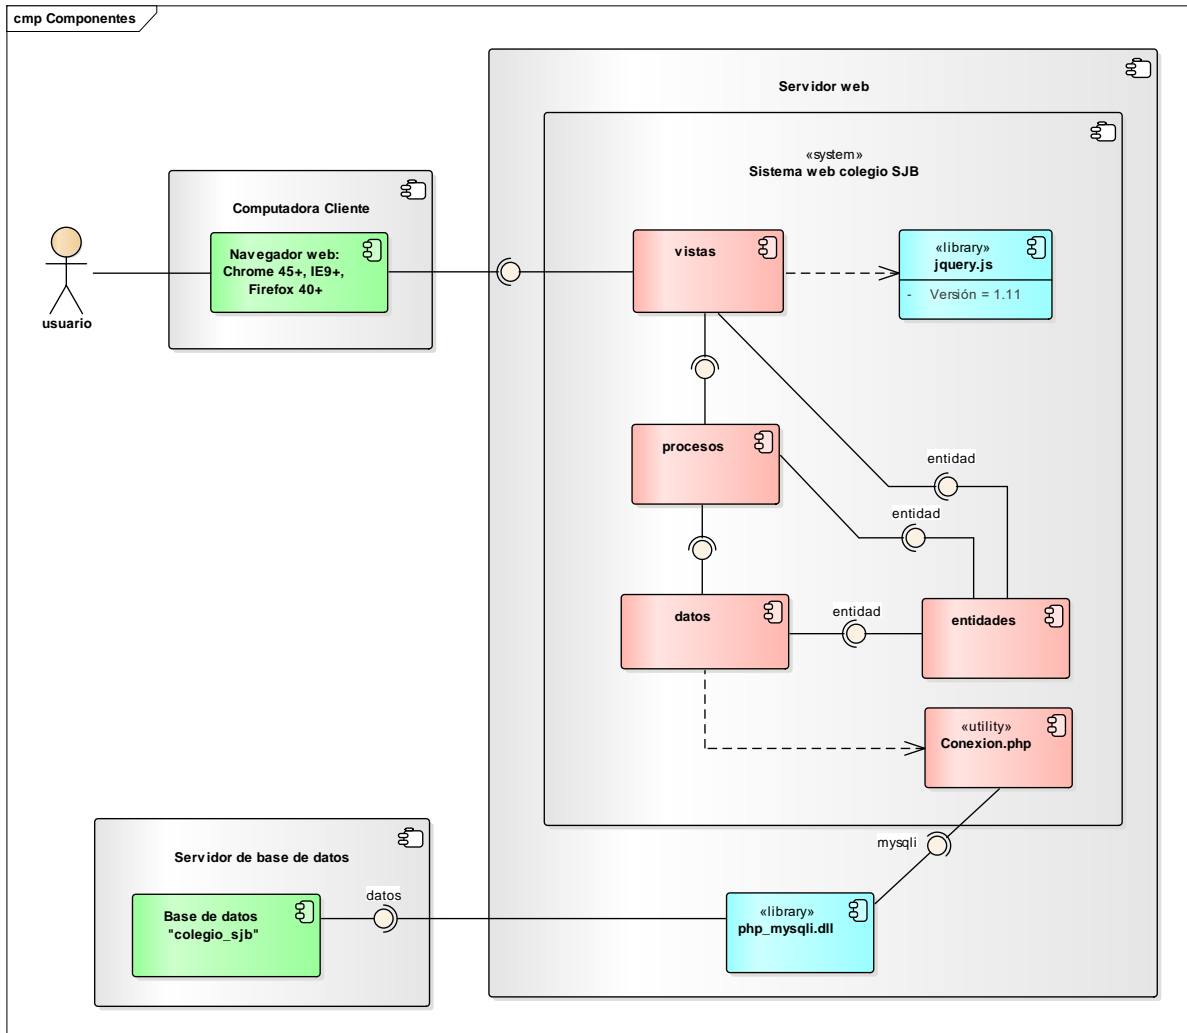 cmp Componentes
Servidor web
«system»
Sistema web colegio SJB
Computadora Cliente
Navegador web:
Chrome 45+, IE9+,
Firefox 40+
usuario
vistas
«library»
jquery.js
- Versión = 1.11
procesos
entidad
entidad
datos
entidad
entidades
«utility»
Conexion.php
mysqli
Servidor de base de datos
Base de datos
"colegio_sjb"
datos
«library»
php_mysqli.dll